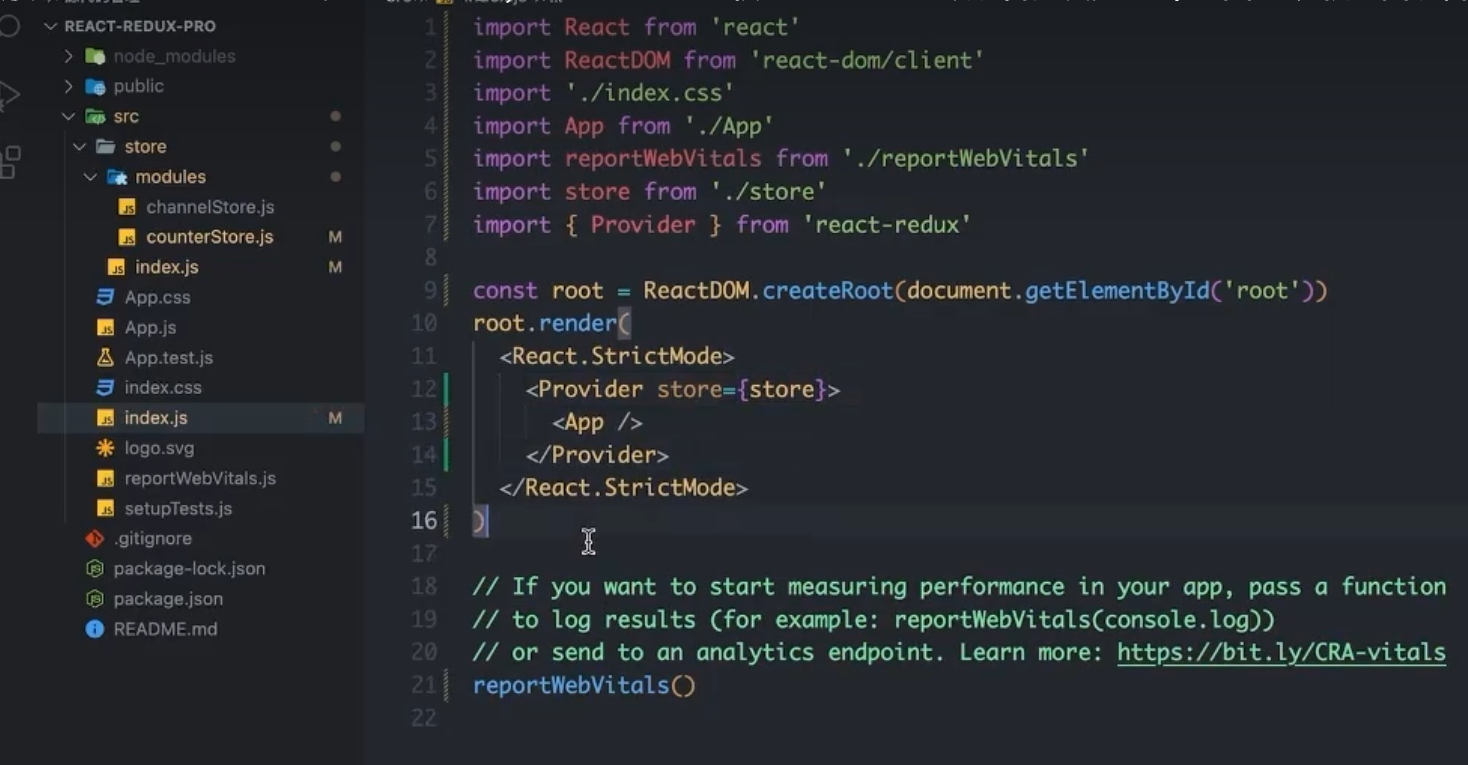 REACT-REDUX-PRO
node_modules
public
src
store
modules
channelStore.js
counterStore.js M
index.js M
App.css
App.js
App.test.js
index.css
index.js M
logo.svg
reportWebVitals.js
setupTests.js
.gitignore
package-lock.json
package.json
README.md
1 import React from 'react'
2 import ReactDOM from 'react-dom/client'
3 import './index.css'
4 import App from './App'
5 import reportWebVitals from './reportWebVitals'
6 import store from './store'
7 import { Provider } from 'react-redux'
8
9 const root = ReactDOM.createRoot(document.getElementById('root'))
10 root.render(
11 <React.StrictMode>
12 <Provider store={store}>
13 <App />
14 </Provider>
15 </React.StrictMode>
16 )
17
18 // If you want to start measuring performance in your app, pass a function
19 // to log results (for example: reportWebVitals(console.log))
20 // or send to an analytics endpoint. Learn more: https://bit.ly/CRA-vitals
21 reportWebVitals()
22